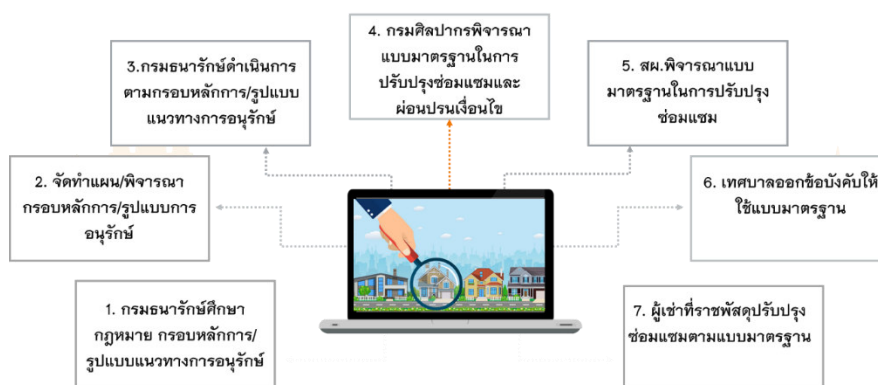 1. กรมธนารักษ์ศึกษา
กฎหมาย กรอบหลักการ/
รูปแบบแนวทางการอนุรักษ์
2. จัดทำแผน/พิจารณา
กรอบหลักการ/รูปแบบการ
อนุรักษ์
3.กรมธนารักษ์ดำเนินการ
ตามกรอบหลักการ/รูปแบบ
แนวทางการอนุรักษ์
4. กรมศิลปากรพิจารณา
แบบมาตรฐานในการ
ปรับปรุงซ่อมแซมและ
ผ่อนปรนเงื่อนไข
5. สผ.พิจารณาแบบ
มาตรฐานในการปรับปรุง
ซ่อมแซม
6. เทศบาลออกข้อบังคับให้
ใช้แบบมาตรฐาน
7. ผู้เช่าที่ราชพัสดุปรับปรุง
ซ่อมแซมตามแบบมาตรฐาน